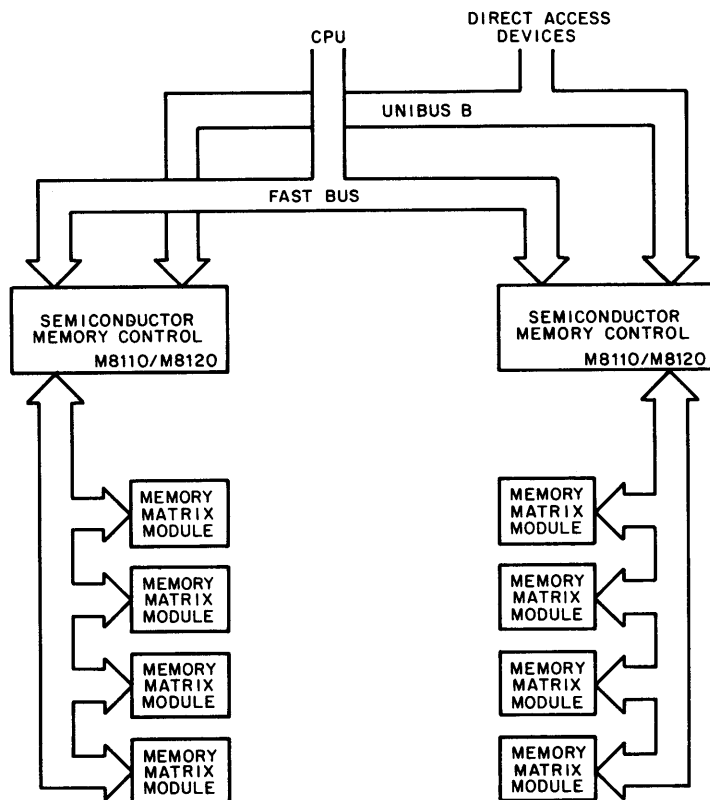 CPU
DIRECT ACCESS
DEVICES
UNIBUS B
FAST BUS
SEMICONDUCTOR
MEMORY CONTROL
M8110/M8120
SEMICONDUCTOR
MEMORY CONTROL
M8110/M8120
MEMORY
MATRIX
MODULE
MEMORY
MATRIX
MODULE
MEMORY
MATRIX
MODULE
MEMORY
MATRIX
MODULE
MEMORY
MATRIX
MODULE
MEMORY
MATRIX
MODULE
MEMORY
MATRIX
MODULE
MEMORY
MATRIX
MODULE